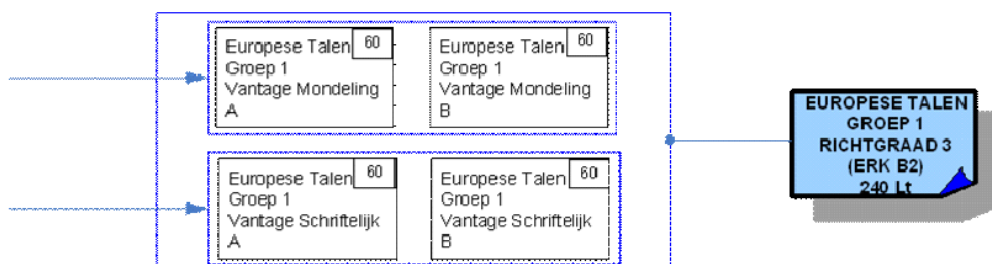 Europese Talen 60
Groep 1
Vantage Mondeling
A
Europese Talen 60
Groep 1
Vantage Mondeling
B
Europese Talen 60
Groep 1
Vantage Schriftelijk
A
Europese Talen 60
Groep 1
Vantage Schriftelijk
B
EUROPESE TALEN
GROEP 1
RICHTGRAAD 3
(ERK B2)
240 Lt